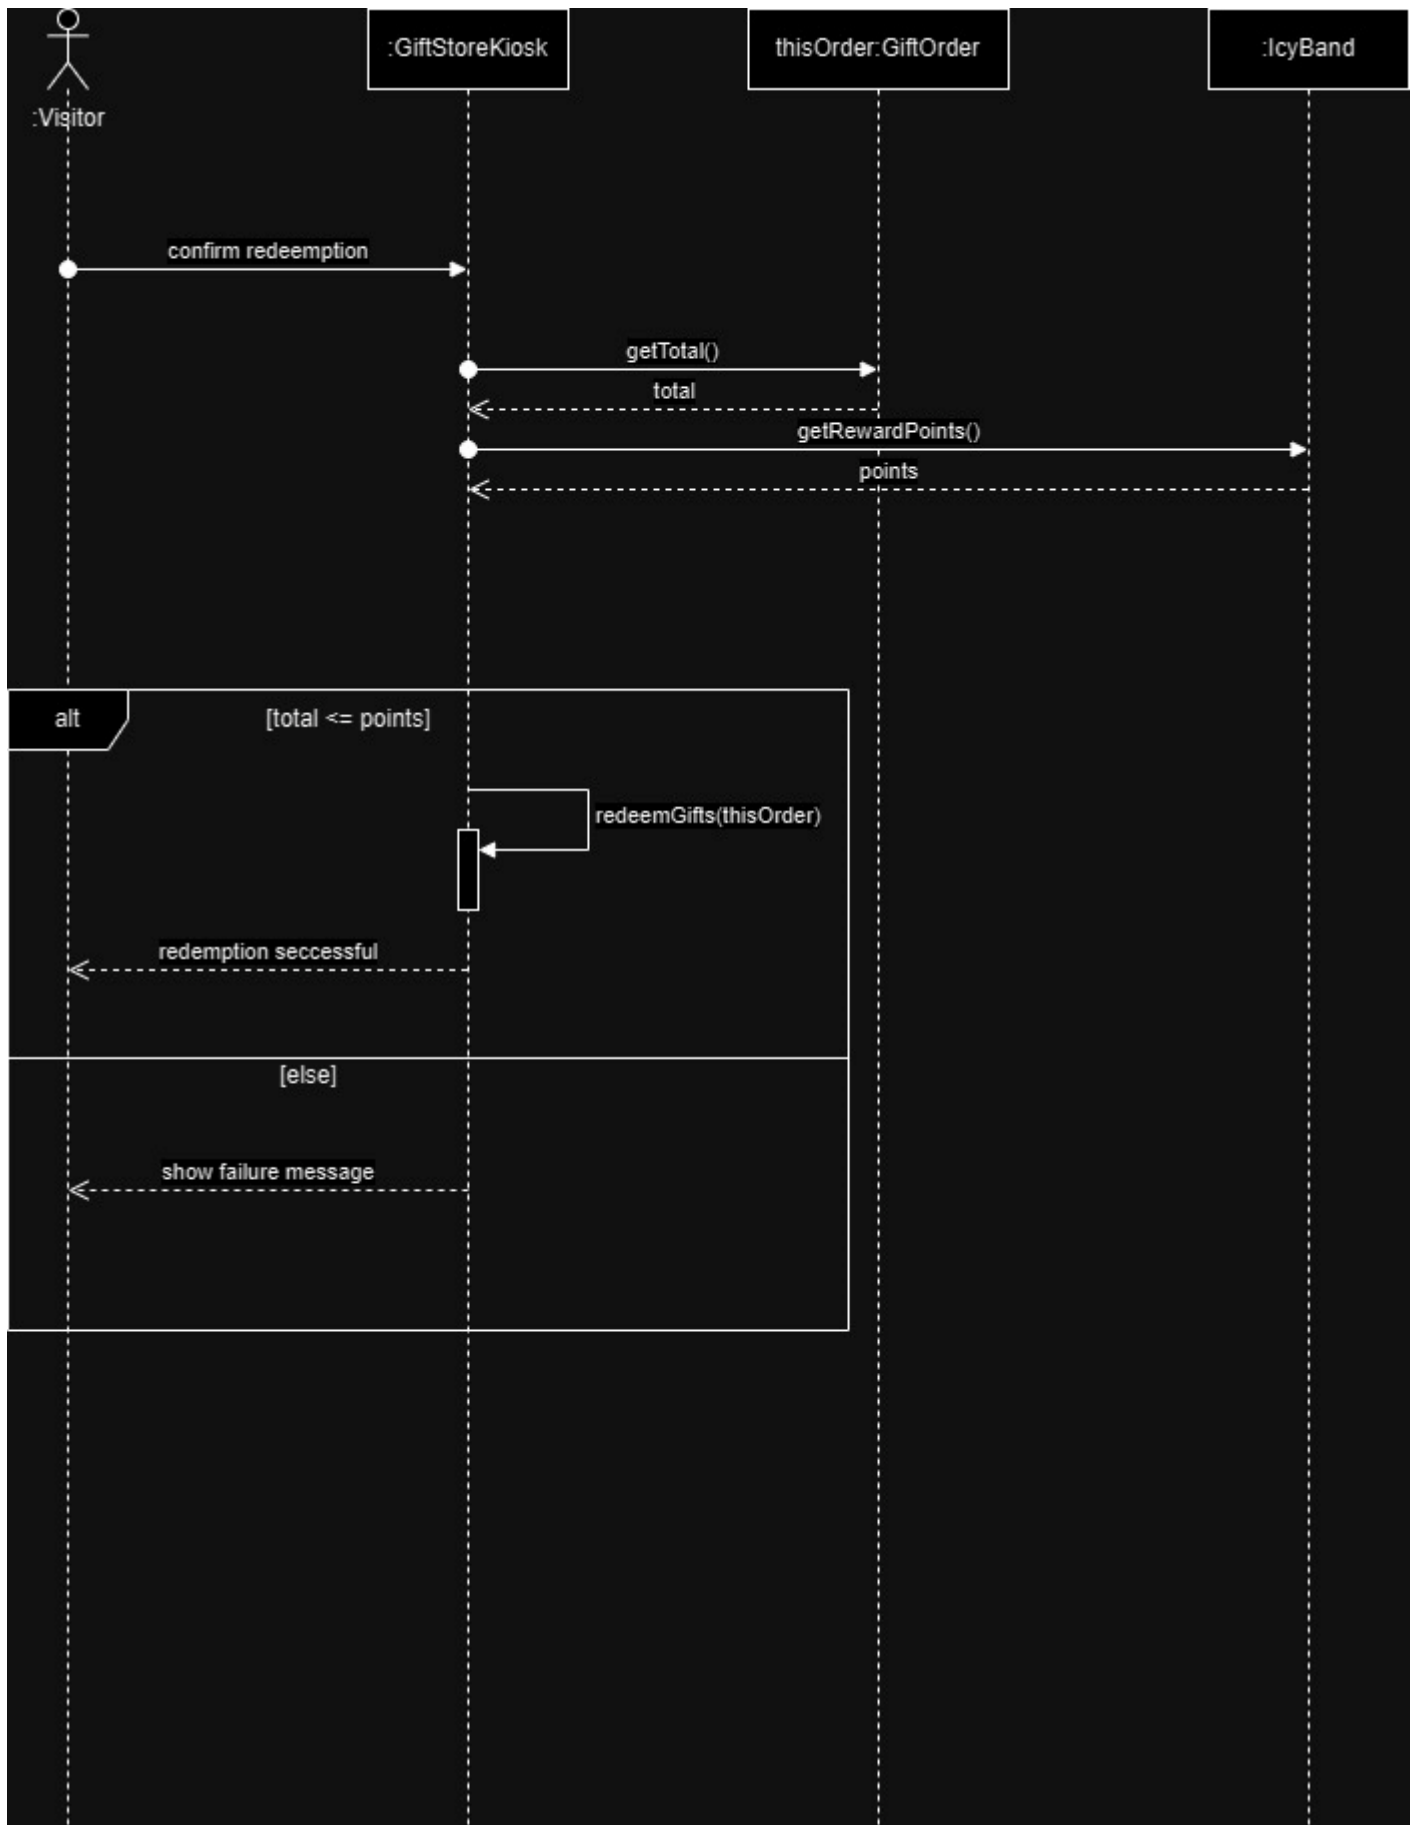 :Visitor
:GiftStoreKiosk
thisOrder:GiftOrder
:IcyBand
confirm redeemption
getTotal()
total
getRewardPoints()
points
alt
[total <= points]
redeemGifts(thisOrder)
redemption seccessful
[else]
show failure message